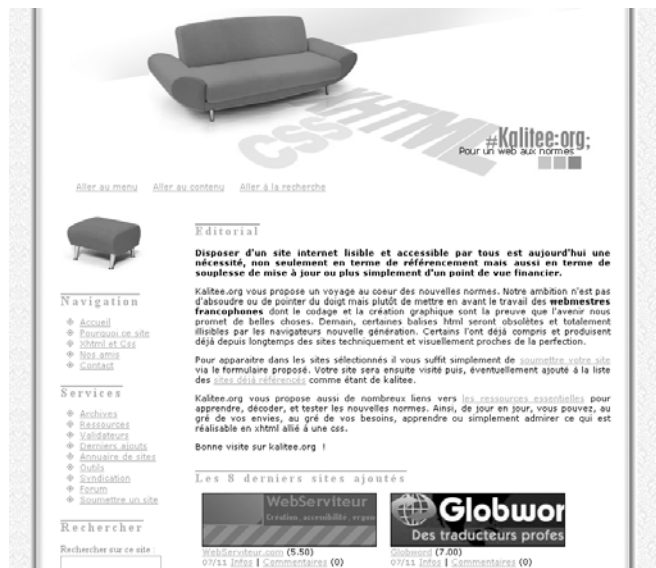 CSS XHTML
#Kalitee:org;
Pour un web aux normes
Aller au menu Aller au contenu Aller à la recherche
Navigation
Accueil
Pourquoi ce site
Xhtml et Css
Nos amis
Contact
Services
Archives
Ressources
Validateurs
Derniers ajouts
Annuaire de sites
Outils
Syndication
Forum
Soumettre un site
Rechercher
Rechercher sur ce site :
Editorial
Disposer d'un site internet lisible et accessible par tous est aujourd'hui une
nécessité, non seulement en terme de référencement mais aussi en terme de
souplesse de mise à jour ou plus simplement d'un point de vue financier.
Kalitee.org vous propose un voyage au coeur des nouvelles normes. Notre ambition n'est pas
d'absoudre ou de pointer du doigt mais plutôt de mettre en avant le travail des webmestres
francophones dont le codage et la création graphique sont la preuve que l'avenir nous
promet de belles choses. Demain, certaines balises html seront obsolètes et totalement
illisibles par les navigateurs nouvelle génération. Certains l'ont déjà compris et produisent
déjà depuis longtemps des sites techniquement et visuellement proches de la perfection.
Pour apparaitre dans les sites sélectionnés il vous suffit simplement de soumettre votre site
via le formulaire proposé. Votre site sera ensuite visité puis, éventuellement ajouté à la liste
des sites déjà référencés comme étant de kalitee.
Kalitee.org vous propose aussi de nombreux liens vers les ressources essentielles pour
apprendre, décoder, et tester les nouvelles normes. Ainsi, de jour en jour, vous pouvez, au
gré de vos envies, au gré de vos besoins, apprendre ou simplement admirer ce qui est
réalisable en xhtml allié à une css.
Bonne visite sur kalitee.org !
Les 8 derniers sites ajoutés
WebServiteur
Création, accessibilité, ergon
WebServiteur.com (5.50)
07/11 Infos | Commentaires (0)
Globwor
Des traducteurs profes
Globword (7.00)
07/11 Infos | Commentaires (0)